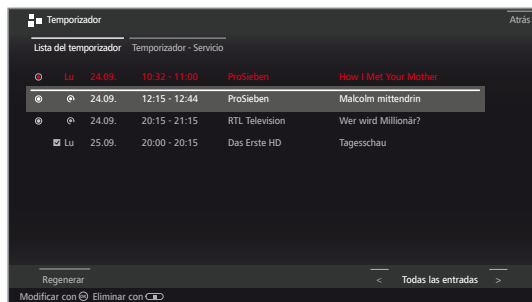 Temporizador Atrás
Lista del temporizador Temporizador - Servicio
Lu 24.09. 10:32 - 11:00 ProSieben How I Met Your Mother
24.09. 12:15 - 12:44 ProSieben Malcolm mittendrin
24.09. 20:15 - 21:15 RTL Television Wer wird Millionär?
Lu 25.09. 20:00 - 20:15 Das Erste HD Tagesschau
Regenerar < Todas las entradas >
Modificar con OK Eliminar con